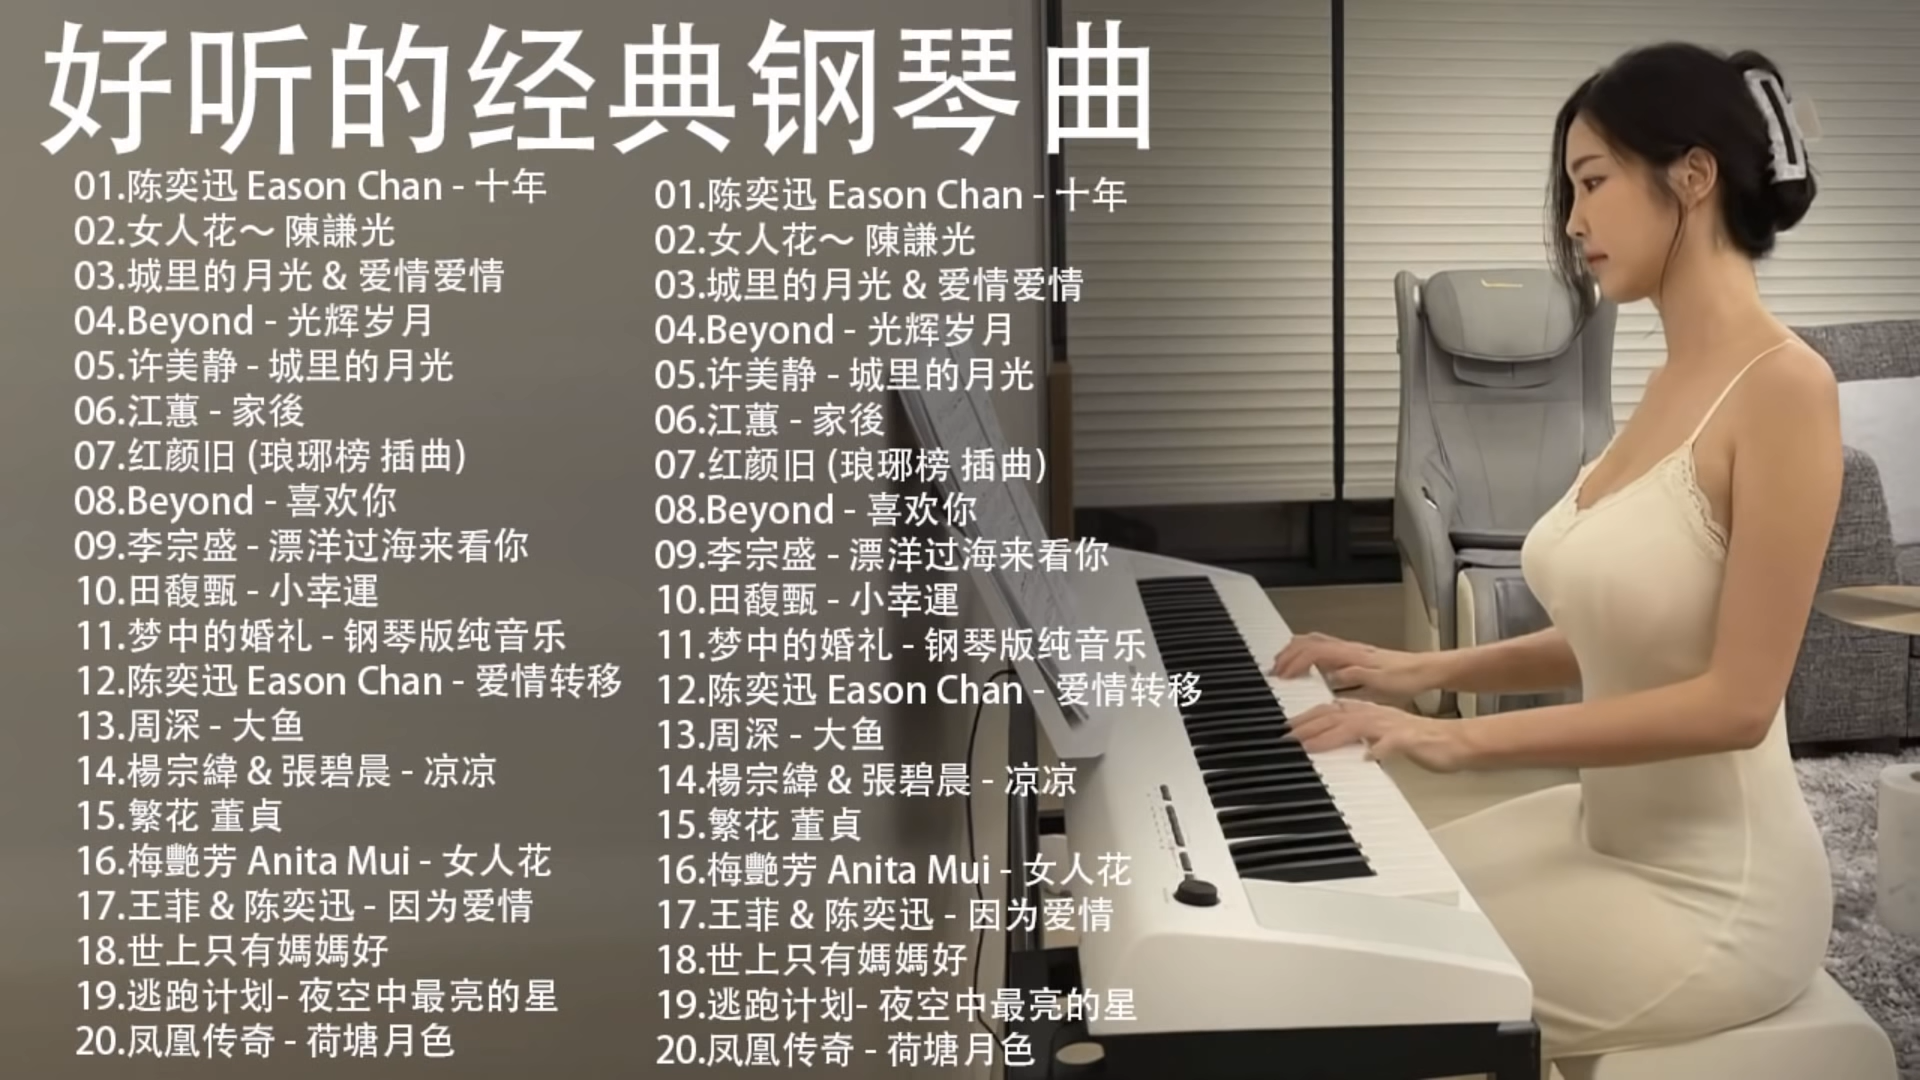 好听的经典钢琴曲
01.陈奕迅 Eason Chan - 十年
02.女人花～ 陳謙光
03.城里的月光 & 爱情爱情
04.Beyond - 光辉岁月
05.许美静 - 城里的月光
06.江蕙 - 家後
07.红颜旧 (琅琊榜 插曲)
08.Beyond - 喜欢你
09.李宗盛 - 漂洋过海来看你
10.田馥甄 - 小幸運
11.梦中的婚礼 - 钢琴版纯音乐
12.陈奕迅 Eason Chan - 爱情转移
13.周深 - 大鱼
14.楊宗緯 & 張碧晨 - 凉凉
15.繁花 董貞
16.梅艷芳 Anita Mui - 女人花
17.王菲 & 陈奕迅 - 因为爱情
18.世上只有媽媽好
19.逃跑计划- 夜空中最亮的星
20.凤凰传奇 - 荷塘月色
01.陈奕迅 Eason Chan - 十年
02.女人花～ 陳謙光
03.城里的月光 & 爱情爱情
04.Beyond - 光辉岁月
05.许美静 - 城里的月光
06.江蕙 - 家後
07.红颜旧 (琅琊榜 插曲)
08.Beyond - 喜欢你
09.李宗盛 - 漂洋过海来看你
10.田馥甄 - 小幸運
11.梦中的婚礼 - 钢琴版纯音乐
12.陈奕迅 Eason Chan - 爱情转移
13.周深 - 大鱼
14.楊宗緯 & 張碧晨 - 凉凉
15.繁花 董貞
16.梅艷芳 Anita Mui - 女人花
17.王菲 & 陈奕迅 - 因为爱情
18.世上只有媽媽好
19.逃跑计划- 夜空中最亮的星
20.凤凰传奇 - 荷塘月色